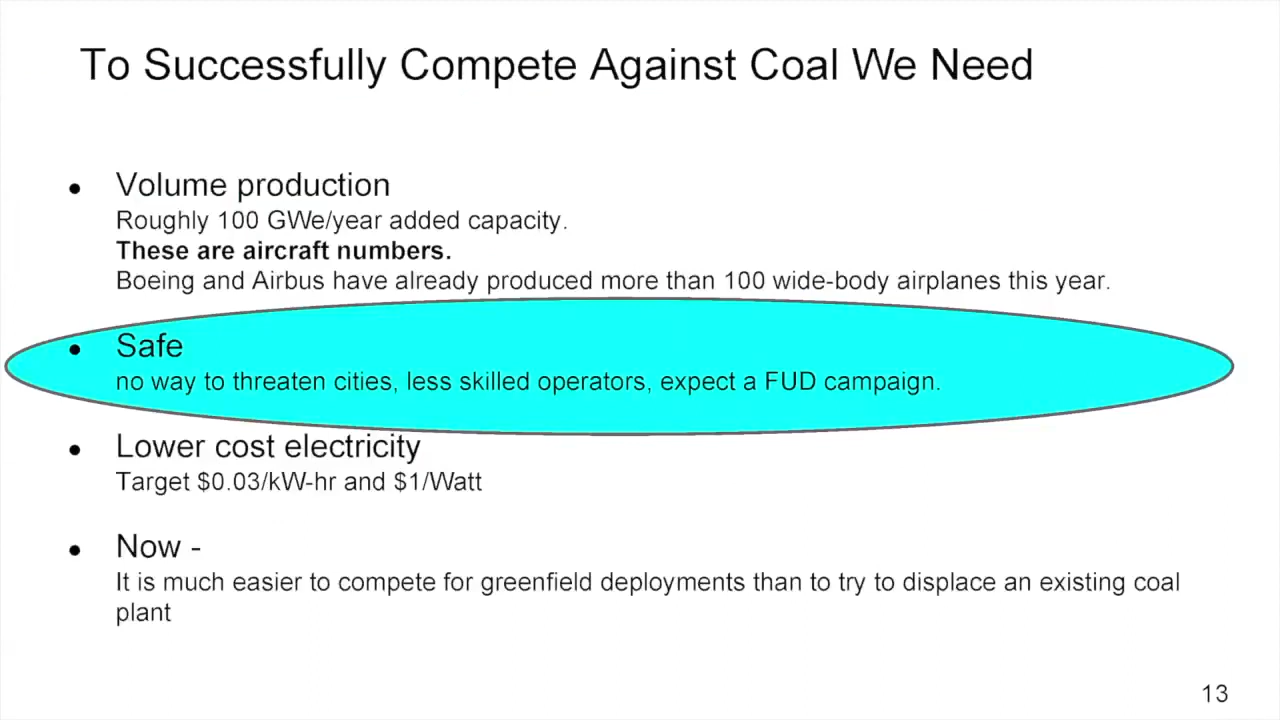 To Successfully Compete Against Coal We Need
● Volume production
Roughly 100 GWe/year added capacity.
These are aircraft numbers.
Boeing and Airbus have already produced more than 100 wide-body airplanes this year.
● Safe
no way to threaten cities, less skilled operators, expect a FUD campaign.
● Lower cost electricity
Target $0.03/kW-hr and $1/Watt
● Now -
It is much easier to compete for greenfield deployments than to try to displace an existing coal
plant
13